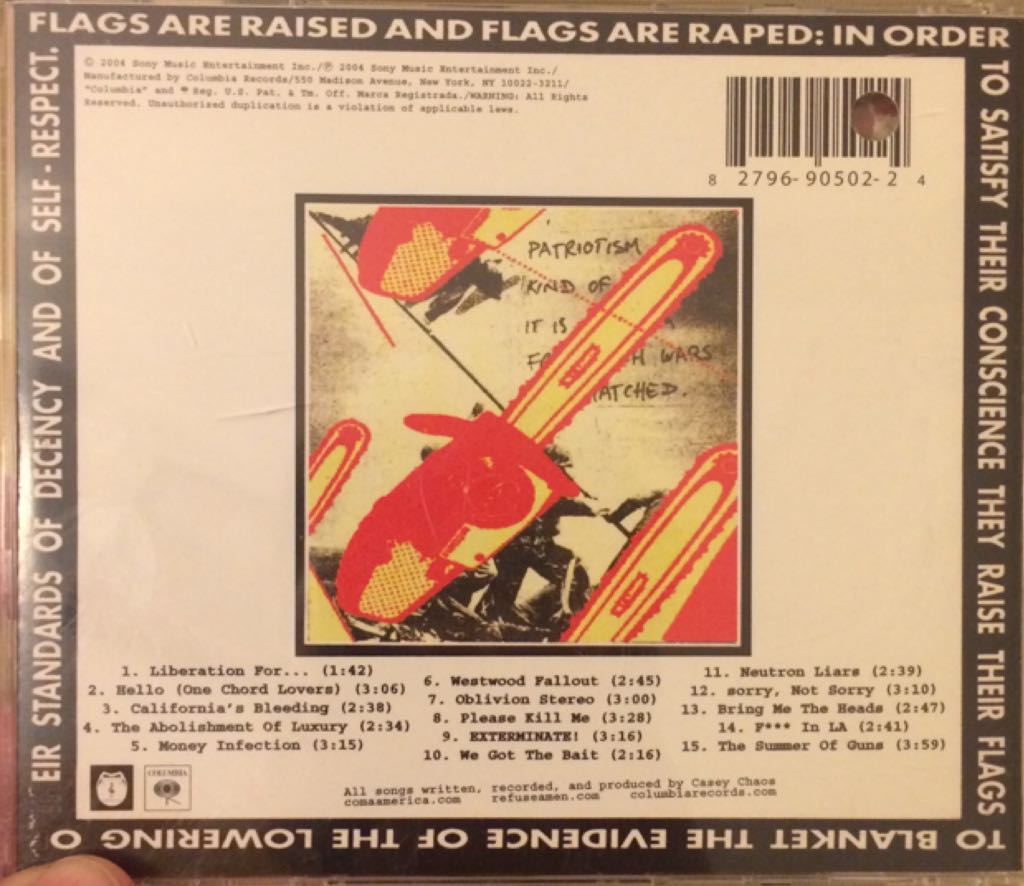 FLAGS ARE RAISED AND FLAGS ARE RAPED: IN ORDER
TO SATISFY THEIR CONSCIENCE THEY RAISE THEIR FLAGS
TO BLANKET THE EVIDENCE OF THE LOWERING O
EIR STANDARDS OF DECENCY AND OF SELF-RESPECT.
© 2004 Sony Music Entertainment Inc./℗ 2004 Sony Music Entertainment Inc./
Manufactured by Columbia Records/550 Madison Avenue, New York, NY 10022-3211/
"Columbia" and Reg. U.S. Pat. & Tm. Off. Marca Registrada./WARNING: All Rights
Reserved. Unauthorized duplication is a violation of applicable laws.
8 2796-90502-2 4
PATRIOTISM
KIND OF
IT IS
WARS
ATCHED.
1. Liberation For... (1:42)
2. Hello (One Chord Lovers) (3:06)
3. California's Bleeding (2:38)
4. The Abolishment Of Luxury (2:34)
5. Money Infection (3:15)
6. Westwood Fallout (2:45)
7. Oblivion Stereo (3:00)
8. Please Kill Me (3:28)
9. EXTERMINATE! (3:16)
10. We Got The Bait (2:16)
11. Neutron Liars (2:39)
12. sorry, Not Sorry (3:10)
13. Bring Me The Heads (2:47)
14. F*** In LA (2:41)
15. The Summer Of Guns (3:59)
COLUMBIA
All songs written, recorded, and produced by Casey Chaos
comaamerica.com refuseamen.com columbiarecords.com